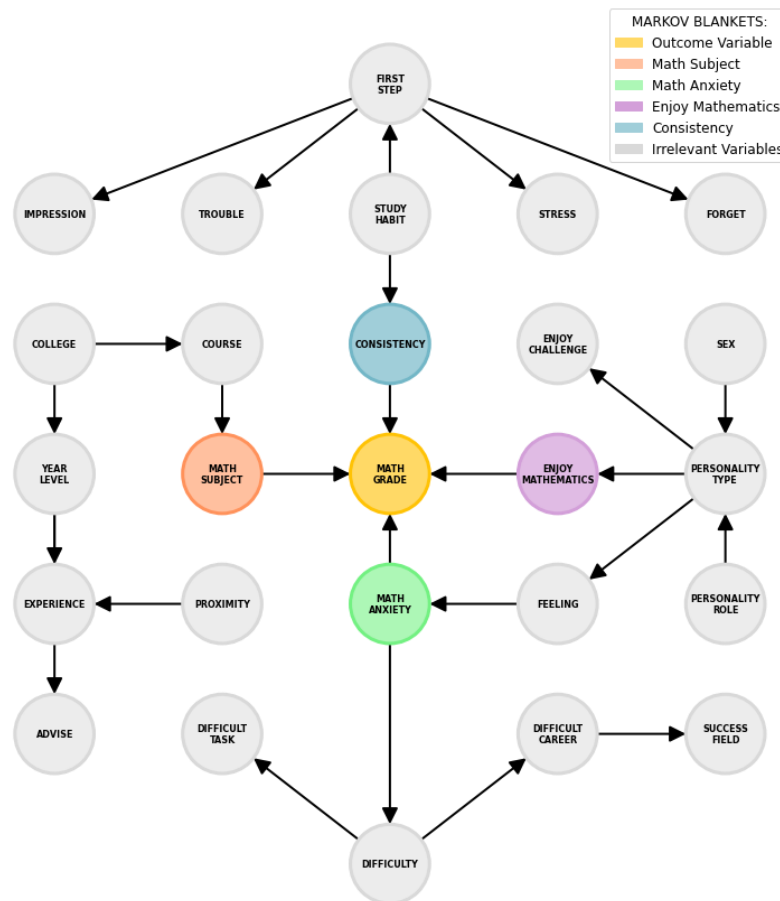 MARKOV BLANKETS:
Outcome Variable
Math Subject
Math Anxiety
Enjoy Mathematics
Consistency
Irrelevant Variables
FIRST
STEP
IMPRESSION
TROUBLE
STUDY
HABIT
STRESS
FORGET
COLLEGE
COURSE
CONSISTENCY
ENJOY
CHALLENGE
SEX
YEAR
LEVEL
MATH
SUBJECT
MATH
GRADE
ENJOY
MATHEMATICS
PERSONALITY
TYPE
EXPERIENCE
PROXIMITY
MATH
ANXIETY
FEELING
PERSONALITY
ROLE
ADVISE
DIFFICULT
TASK
DIFFICULT
CAREER
SUCCESS
FIELD
DIFFICULTY